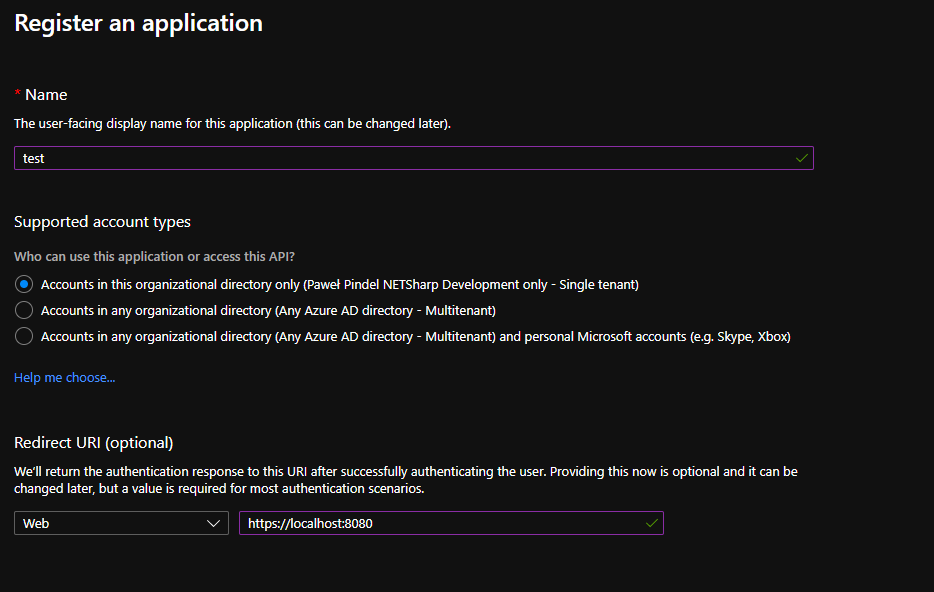 Register an application
* Name
The user-facing display name for this application (this can be changed later).
test
Supported account types
Who can use this application or access this API?
Accounts in this organizational directory only (Paweł Pindel NETSharp Development only - Single tenant)
Accounts in any organizational directory (Any Azure AD directory - Multitenant)
Accounts in any organizational directory (Any Azure AD directory - Multitenant) and personal Microsoft accounts (e.g. Skype, Xbox)
Help me choose...
Redirect URI (optional)
We'll return the authentication response to this URI after successfully authenticating the user. Providing this now is optional and it can be
changed later, but a value is required for most authentication scenarios.
Web
https://localhost:8080